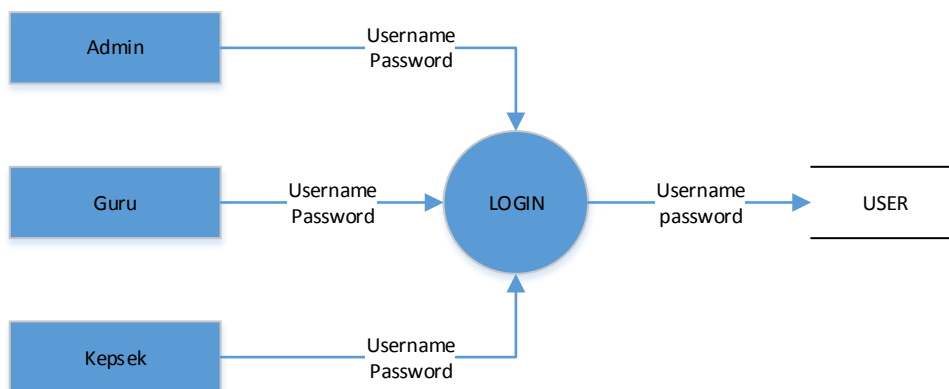 Admin
Username
Password
Guru
Username
Password
LOGIN
Username
password
USER
Kepsek
Username
Password